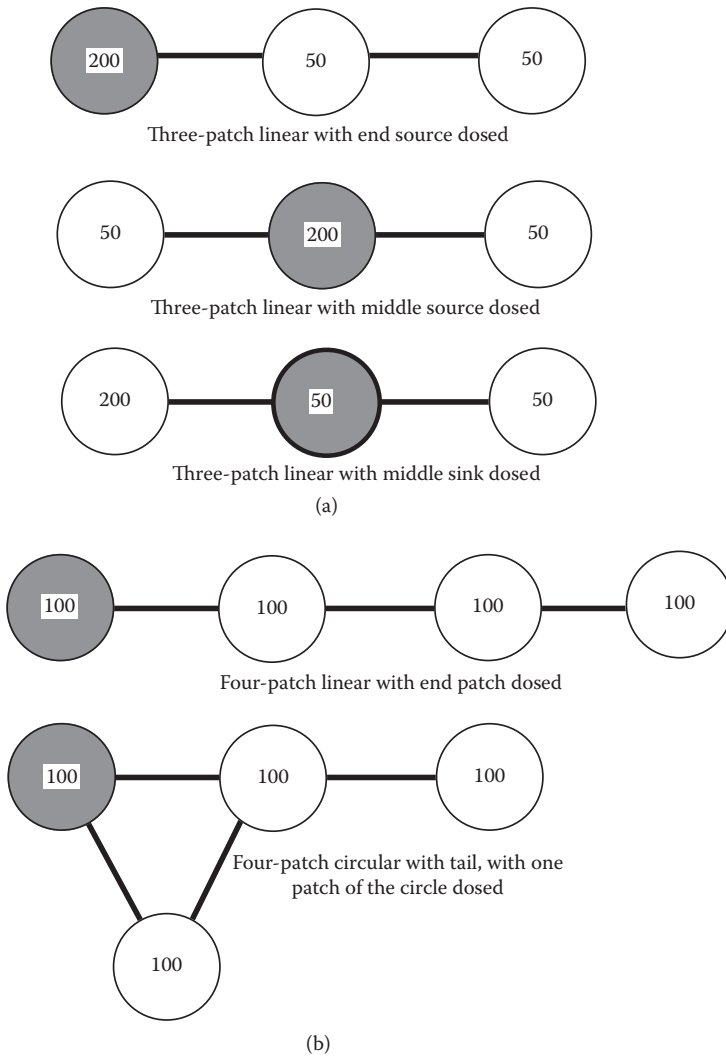 200 50 50
Three-patch linear with end source dosed
50 200 50
Three-patch linear with middle source dosed
200 50 50
Three-patch linear with middle sink dosed
(a)
100 100 100 100
Four-patch linear with end patch dosed
100 100 100
Four-patch circular with tail, with one
patch of the circle dosed
100
(b)